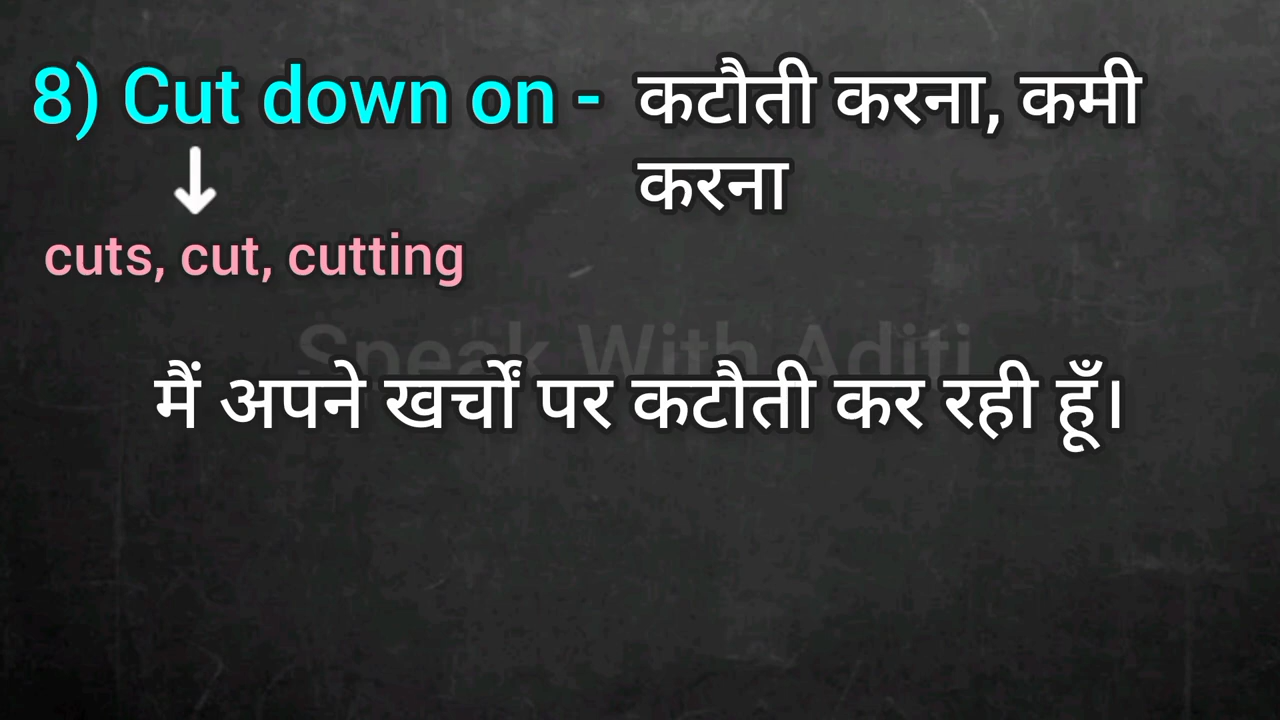 8) Cut down on - कटौती करना, कमी
करना
cuts, cut, cutting
Speak With Aditi
मैं अपने खर्चों पर कटौती कर रही हूँ।